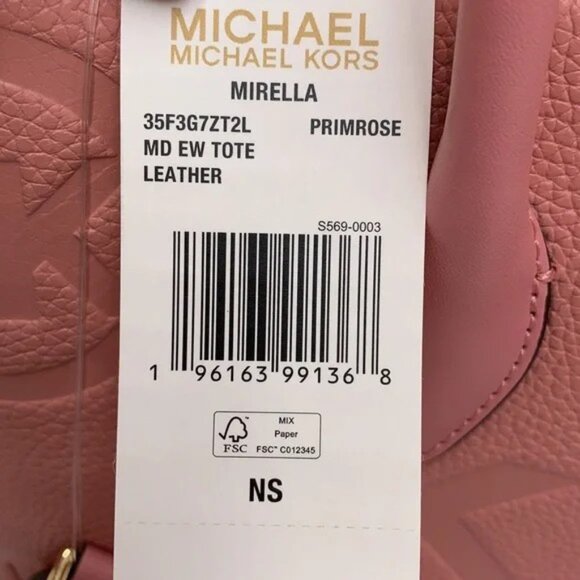 MICHAEL
MICHAEL KORS
MIRELLA
35F3G7ZT2L PRIMROSE
MD EW TOTE
LEATHER
S569-0003
1 96163 99136 8
FSC
MIX
Paper
FSC™ C012345
NS